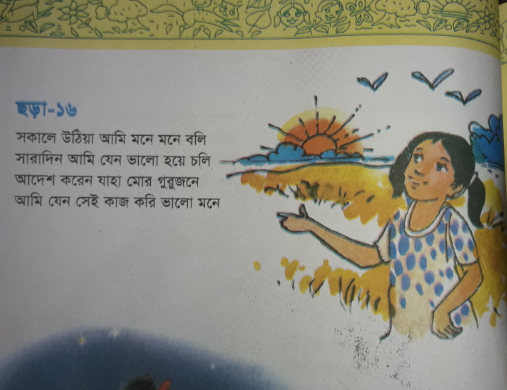 ছড়া-১৬
সকালে উঠিয়া আমি মনে মনে বলি
সারাদিন আমি যেন ভালো হয়ে চলি
আদেশ করেন যাহা মোর গুরুজনে
আমি যেন সেই কাজ করি ভালো মনে